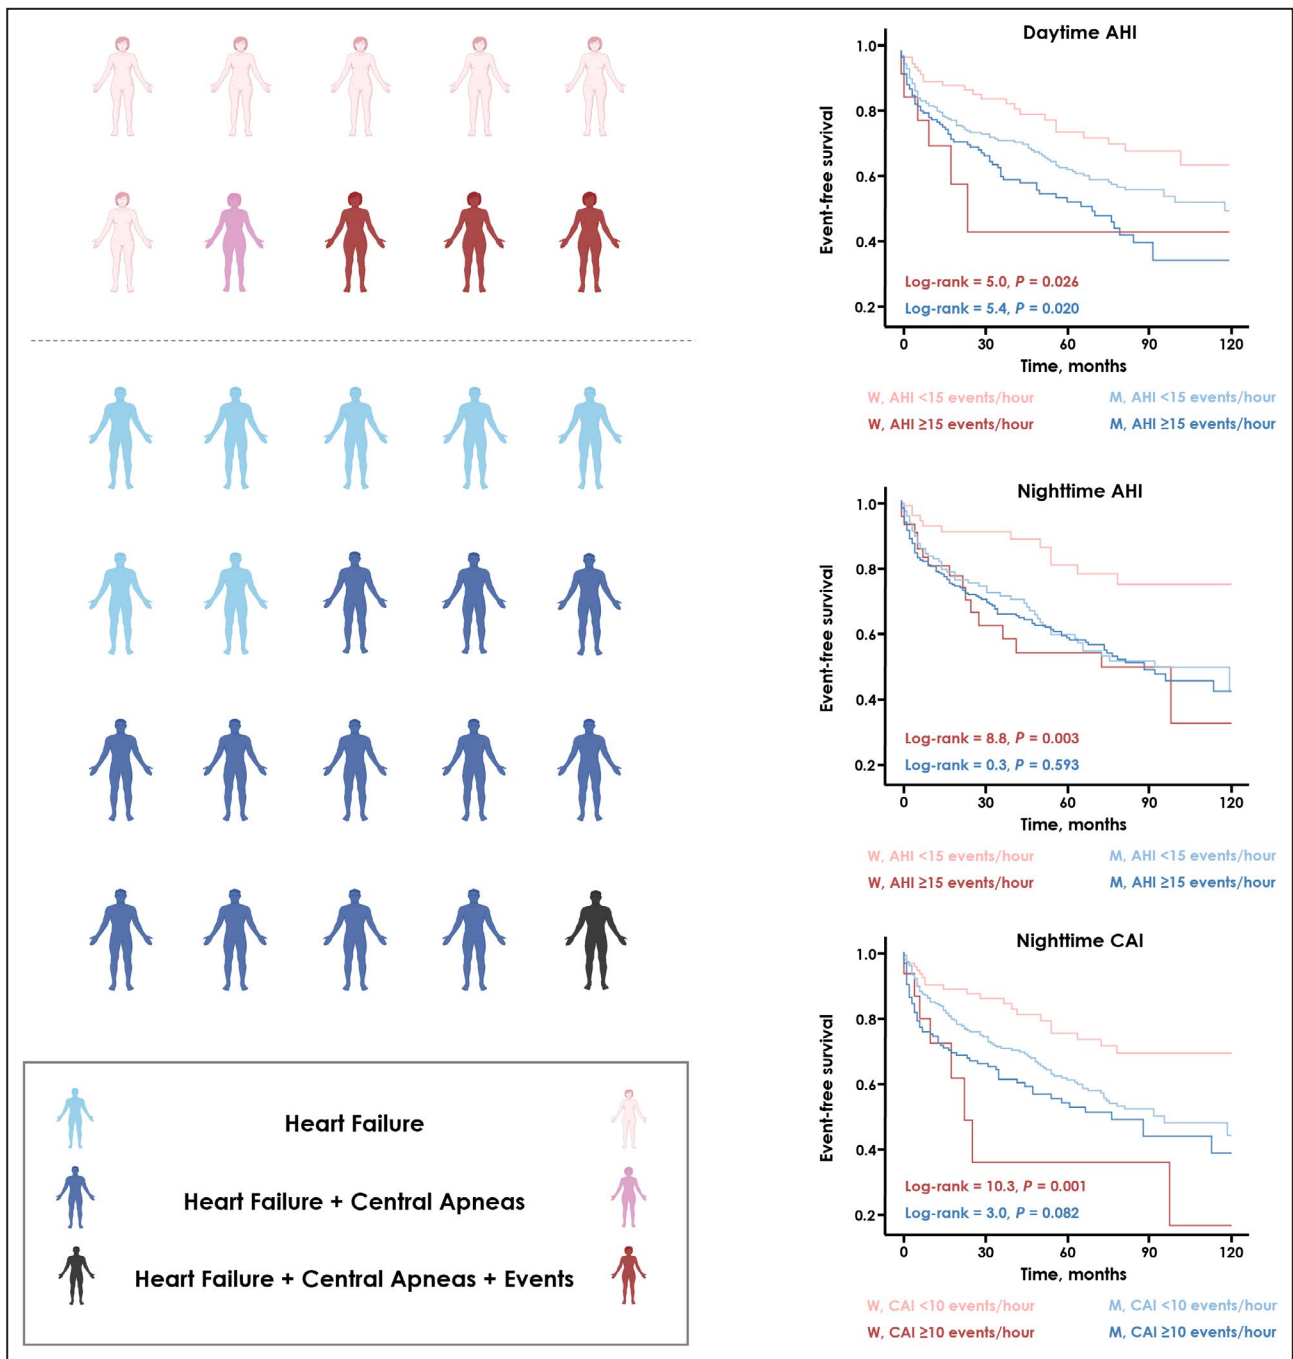 Daytime AHI
Event-free survival
1.0
0.8
0.6
0.4
0.2
Log-rank = 5.0, P = 0.026
Log-rank = 5.4, P = 0.020
0 30 60 90 120
Time, months
W, AHI <15 events/hour M, AHI <15 events/hour
W, AHI ≥15 events/hour M, AHI ≥15 events/hour
Nighttime AHI
Event-free survival
1.0
0.8
0.6
0.4
0.2
Log-rank = 8.8, P = 0.003
Log-rank = 0.3, P = 0.593
0 30 60 90 120
Time, months
W, AHI <15 events/hour M, AHI <15 events/hour
W, AHI ≥15 events/hour M, AHI ≥15 events/hour
Nighttime CAI
Event-free survival
1.0
0.8
0.6
0.4
0.2
Log-rank = 10.3, P = 0.001
Log-rank = 3.0, P = 0.082
0 30 60 90 120
Time, months
W, CAI <10 events/hour M, CAI <10 events/hour
W, CAI ≥10 events/hour M, CAI ≥10 events/hour
Heart Failure
Heart Failure + Central Apneas
Heart Failure + Central Apneas + Events